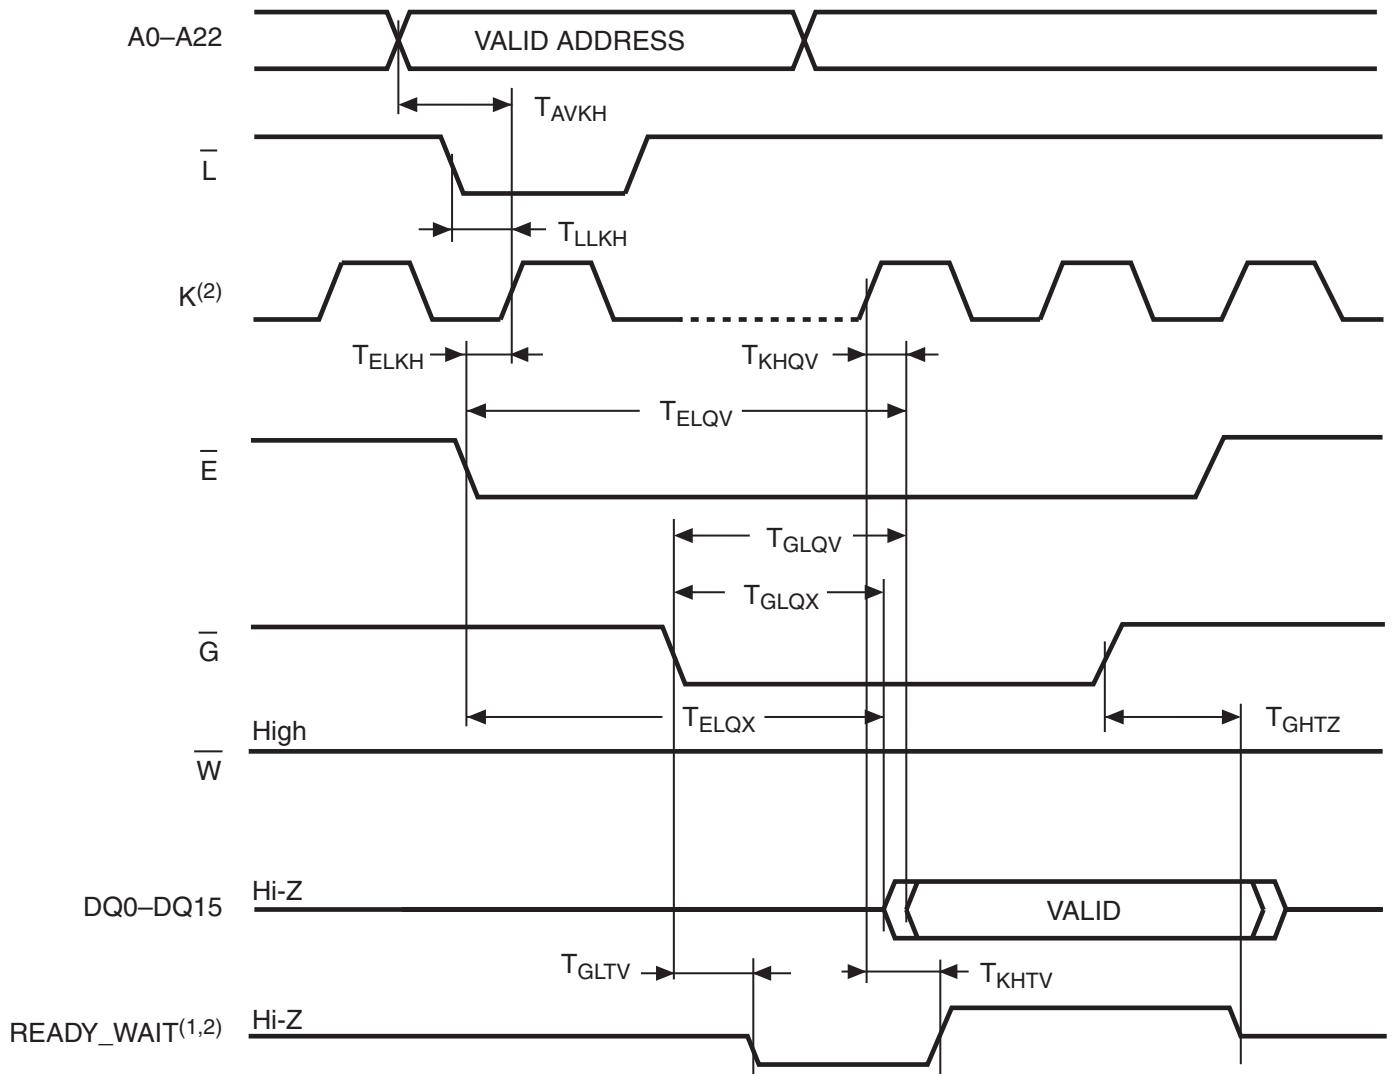 A0–A22
VALID ADDRESS
TAVKH
L
TLLKH
K(2)
TELKH
TKHQV
TELQV
E
TGLQV
TGLQX
G
TELQX
TGHTZ
High
W
Hi-Z
DQ0–DQ15
VALID
TGLTV
TKHTV
Hi-Z
READY_WAIT(1,2)